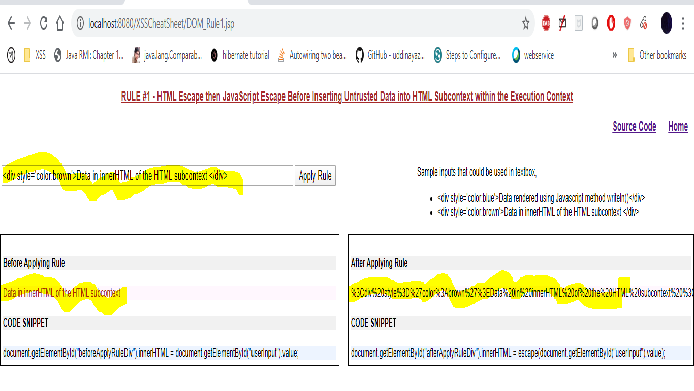 localhost:8080/XSSCheatSheet/DOM_Rule1.jsp
XSS
Java RMI: Chapter 1...
java.lang.Comparab...
hibernate tutorial
Autowiring two bea...
GitHub - uddinayaz...
Steps to Configure...
webservice
»
Other bookmarks
RULE #1 - HTML Escape then JavaScript Escape Before Inserting Untrusted Data into HTML Subcontext within the Execution Context
Source Code Home
<div style='color:brown'>Data in innerHTML of the HTML subcontext </div>
Apply Rule
Sample inputs that could be used in textbox,
• <div style='color:blue'>Data rendered using Javascript method writeln()</div>
• <div style='color:brown'>Data in innerHTML of the HTML subcontext </div>
Before Applying Rule
Data in innerHTML of the HTML subcontext
CODE SNIPPET
document.getElementById("beforeApplyRuleDiv").innerHTML = document.getElementById("userInput").value;
After Applying Rule
%3Cdiv%20style%3D%27color%3Abrown%27%3EData%20in%20innerHTML%20of%20the%20HTML%20subcontext%20%3C
CODE SNIPPET
document.getElementById("afterApplyRuleDiv").innerHTML = escape(document.getElementById("userInput").value);